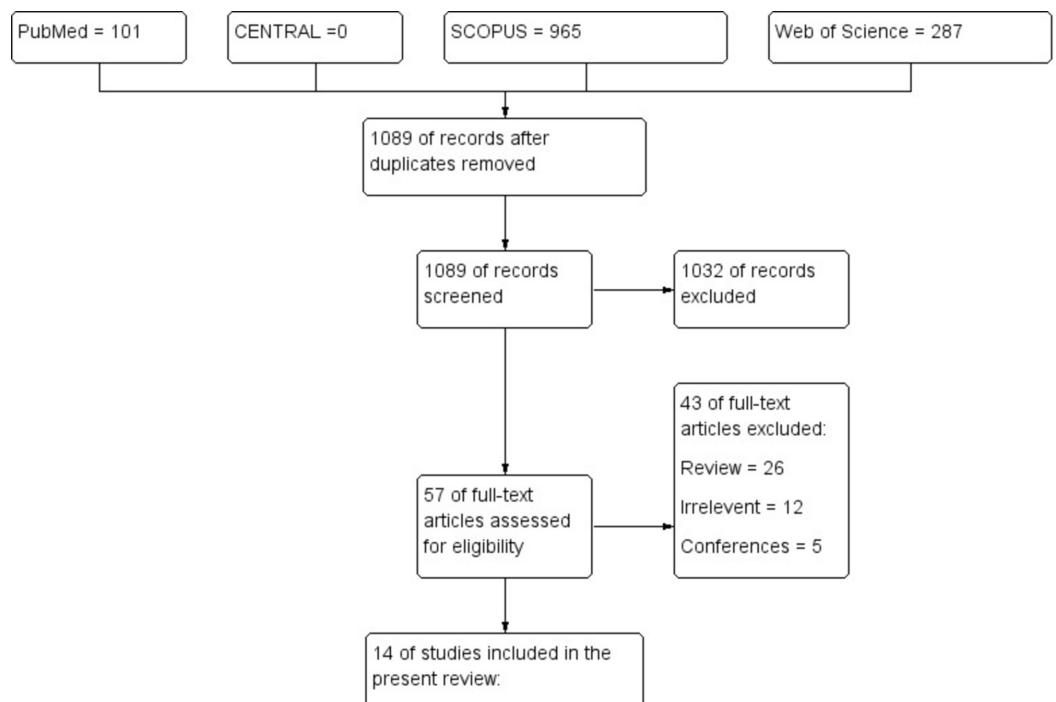 PubMed = 101
CENTRAL =0
SCOPUS = 965
Web of Science = 287
1089 of records after
duplicates removed
1089 of records
screened
1032 of records
excluded
43 of full-text
articles excluded:
Review = 26
Irrelevent = 12
Conferences = 5
57 of full-text
articles assessed
for eligibility
14 of studies included in the
present review: